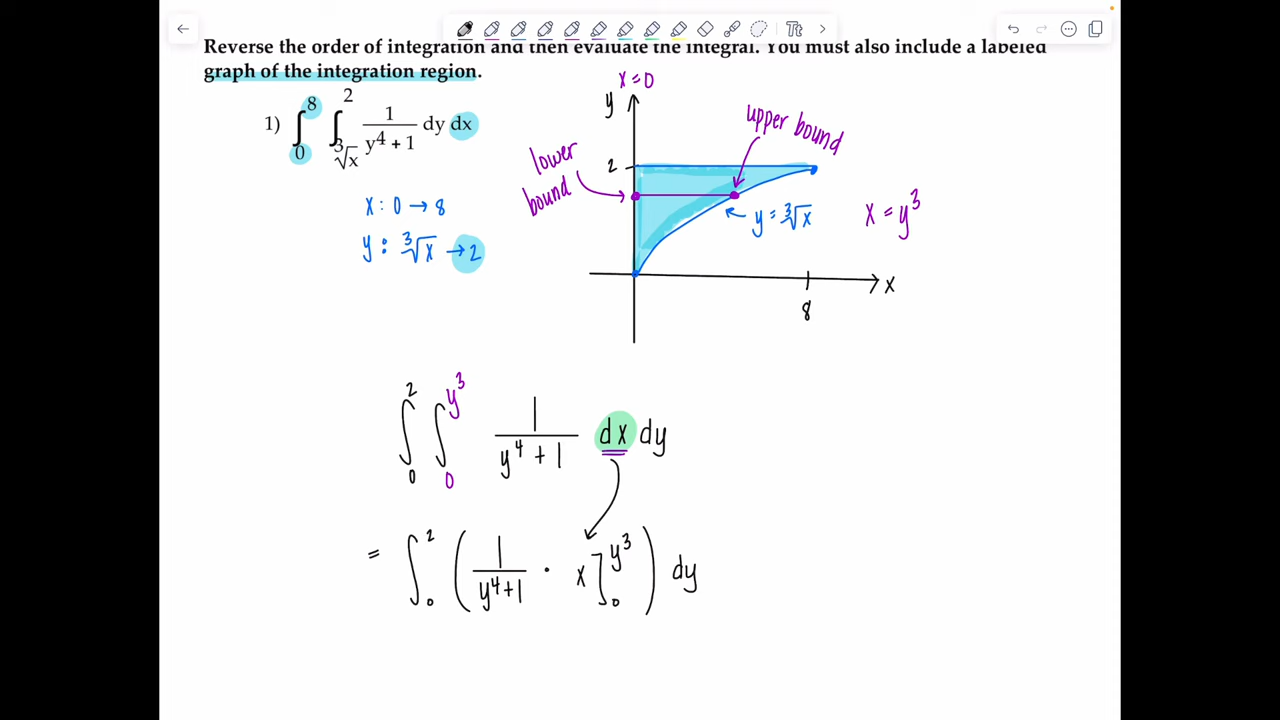 Reverse the order of integration and then evaluate the integral. You must also include a labeled
graph of the integration region.
1) ∫₀⁸ ∫_{∛x}^{2} 1/(y⁴ + 1) dy dx
x : 0 → 8
y : ∛x → 2
x = 0
y
2
lower
bound
upper bound
y = ∛x
x = y³
x
8
∫₀² ∫₀^{y³} 1/(y⁴ + 1) dx dy
= ∫₀² ( 1/(y⁴+1) · x ]₀^{y³} ) dy
Tt